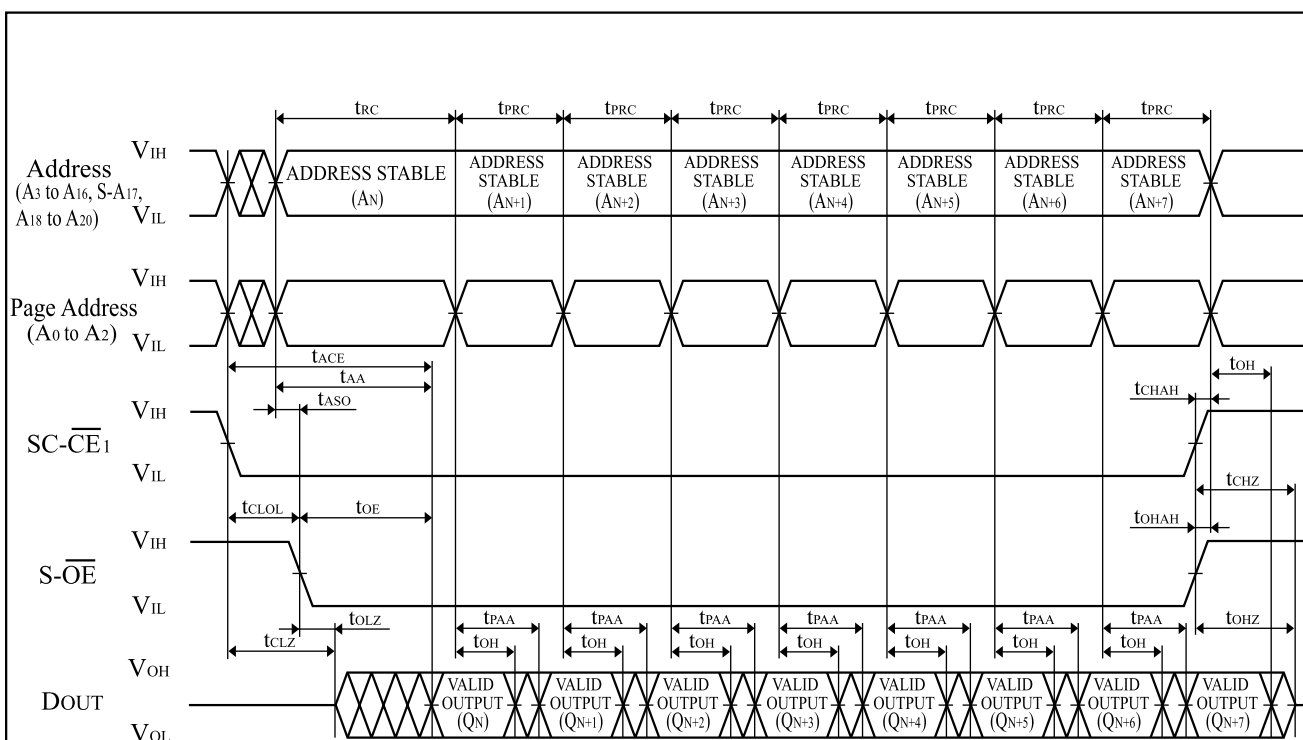 tRC tPRC tPRC tPRC tPRC tPRC tPRC tPRC
VIH
Address
(A3 to A16, S-A17,
A18 to A20)
VIL
ADDRESS STABLE
(AN)
ADDRESS
STABLE
(AN+1)
ADDRESS
STABLE
(AN+2)
ADDRESS
STABLE
(AN+3)
ADDRESS
STABLE
(AN+4)
ADDRESS
STABLE
(AN+5)
ADDRESS
STABLE
(AN+6)
ADDRESS
STABLE
(AN+7)
VIH
Page Address
(A0 to A2)
VIL
tACE
tAA
tASO
tOH
tCHAH
VIH
SC-CE1
VIL
tCHZ
tCLOL tOE
tOHAH
VIH
S-OE
VIL
tOLZ
tCLZ
tPAA tPAA tPAA tPAA tPAA tPAA tPAA
tOHZ
tOH tOH tOH tOH tOH tOH tOH
VOH
DOUT
VOL
VALID
OUTPUT
(QN)
VALID
OUTPUT
(QN+1)
VALID
OUTPUT
(QN+2)
VALID
OUTPUT
(QN+3)
VALID
OUTPUT
(QN+4)
VALID
OUTPUT
(QN+5)
VALID
OUTPUT
(QN+6)
VALID
OUTPUT
(QN+7)